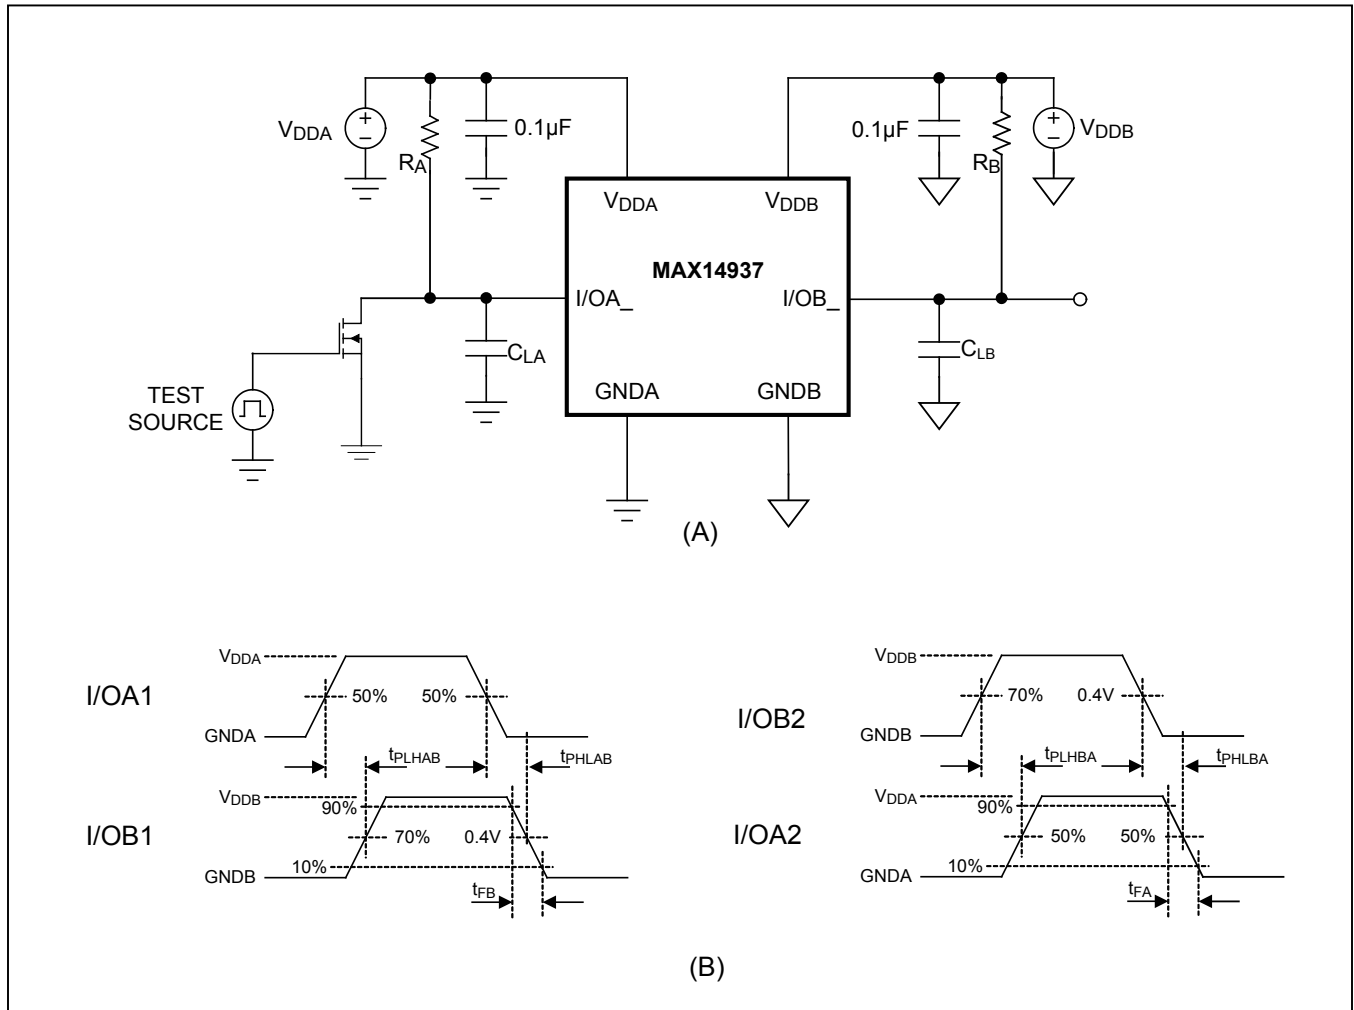 VDDA
+
−
RA
0.1µF
0.1µF
RB
+
−
VDDB
VDDA
VDDB
MAX14937
I/OA_
I/OB_
CLA
CLB
GNDA
GNDB
TEST
SOURCE
(A)
I/OA1
VDDA
50%
50%
GNDA
tPLHAB
tPHLAB
I/OB1
VDDB
90%
70%
0.4V
10%
GNDB
tFB
I/OB2
VDDB
70%
0.4V
GNDB
tPLHBA
tPHLBA
I/OA2
VDDA
90%
50%
50%
10%
GNDA
tFA
(B)